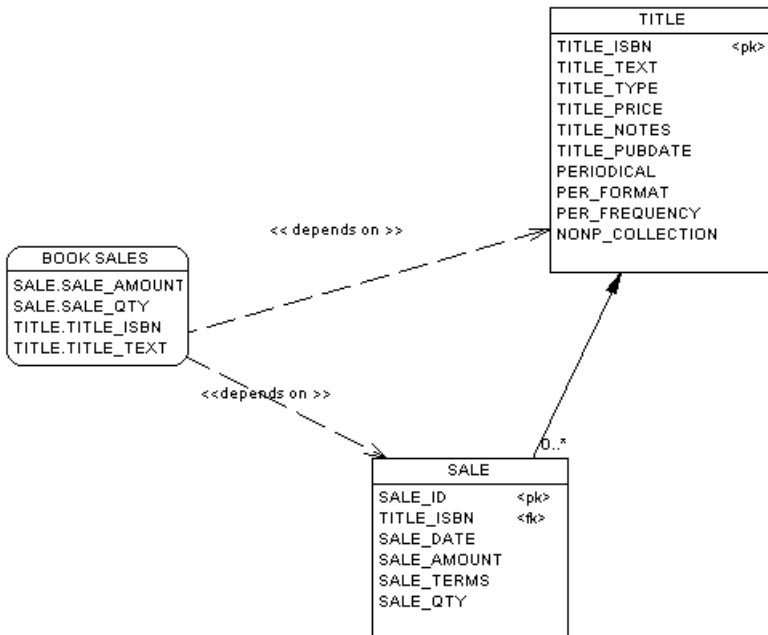 TITLE
TITLE_ISBN <pk>
TITLE_TEXT
TITLE_TYPE
TITLE_PRICE
TITLE_NOTES
TITLE_PUBDATE
PERIODICAL
PER_FORMAT
PER_FREQUENCY
NONP_COLLECTION
<< depends on >>
BOOK SALES
SALE.SALE_AMOUNT
SALE.SALE_QTY
TITLE.TITLE_ISBN
TITLE.TITLE_TEXT
<<depends on >>
0..*
SALE
SALE_ID <pk>
TITLE_ISBN <fk>
SALE_DATE
SALE_AMOUNT
SALE_TERMS
SALE_QTY